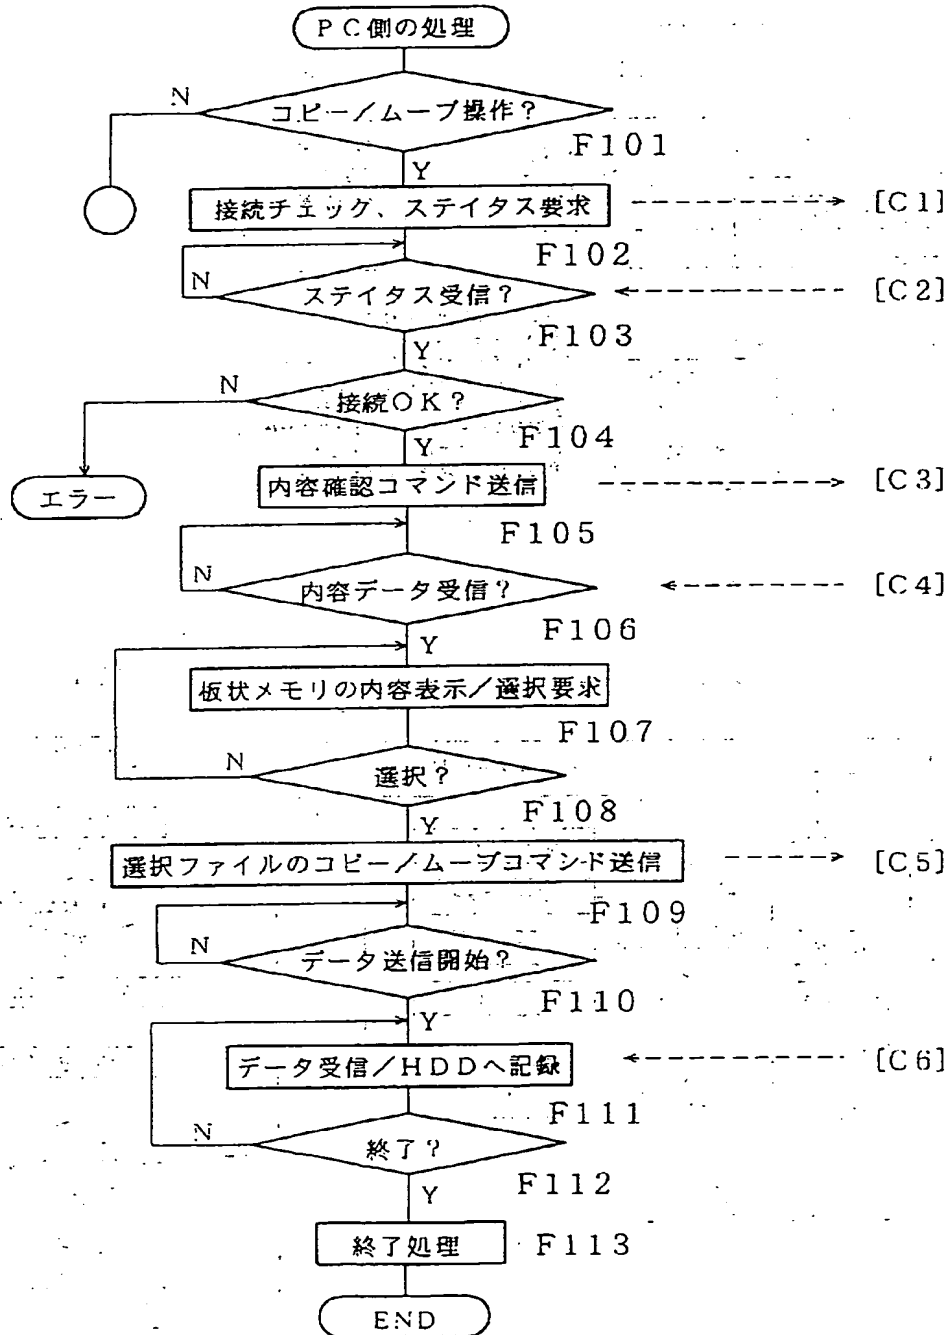 PC側の処理
N
コピー/ムーブ操作?
F101
Y
接続チェック、ステイタス要求
[C1]
F102
N
ステイタス受信?
[C2]
F103
Y
N
接続OK?
F104
Y
エラー
内容確認コマンド送信
[C3]
F105
N
内容データ受信?
[C4]
F106
Y
板状メモリの内容表示/選択要求
F107
N
選択?
F108
Y
選択ファイルのコピー/ムーブコマンド送信
[C5]
F109
N
データ送信開始?
F110
Y
データ受信/HDDへ記録
[C6]
F111
N
終了?
F112
Y
終了処理
F113
END